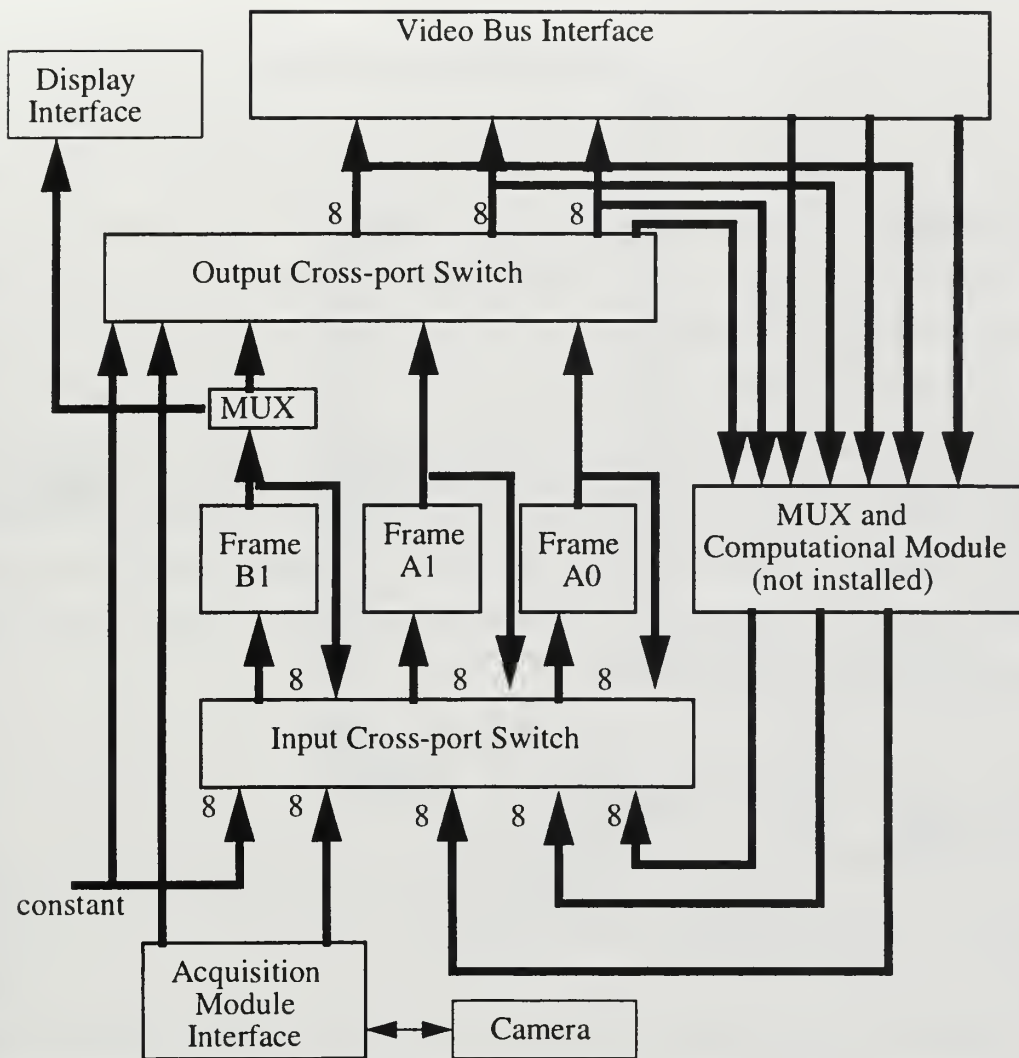 Video Bus Interface
Display
Interface
8
8
8
Output Cross-port Switch
MUX
Frame
B1
Frame
A1
Frame
A0
MUX and
Computational Module
(not installed)
8
8
8
Input Cross-port Switch
8
8
8
8
8
constant
Acquisition
Module
Interface
Camera